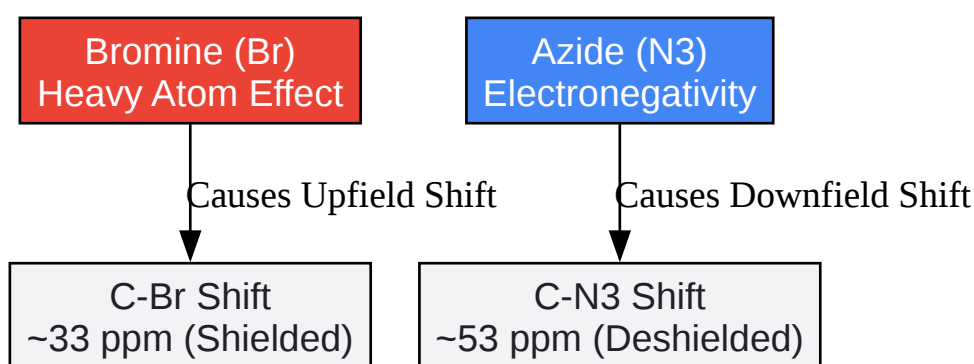 Bromine (Br)
Heavy Atom Effect
Azide (N3)
Electronegativity
Causes Upfield Shift
Causes Downfield Shift
C-Br Shift
~33 ppm (Shielded)
C-N3 Shift
~53 ppm (Deshielded)